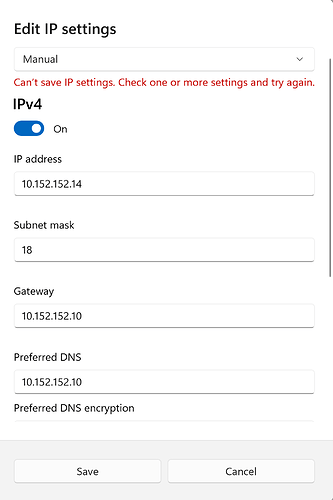 Edit IP settings
Manual
Can't save IP settings. Check one or more settings and try again.
IPv4
On
IP address
10.152.152.14
Subnet mask
18
Gateway
10.152.152.10
Preferred DNS
10.152.152.10
Preferred DNS encryption
Save
Cancel